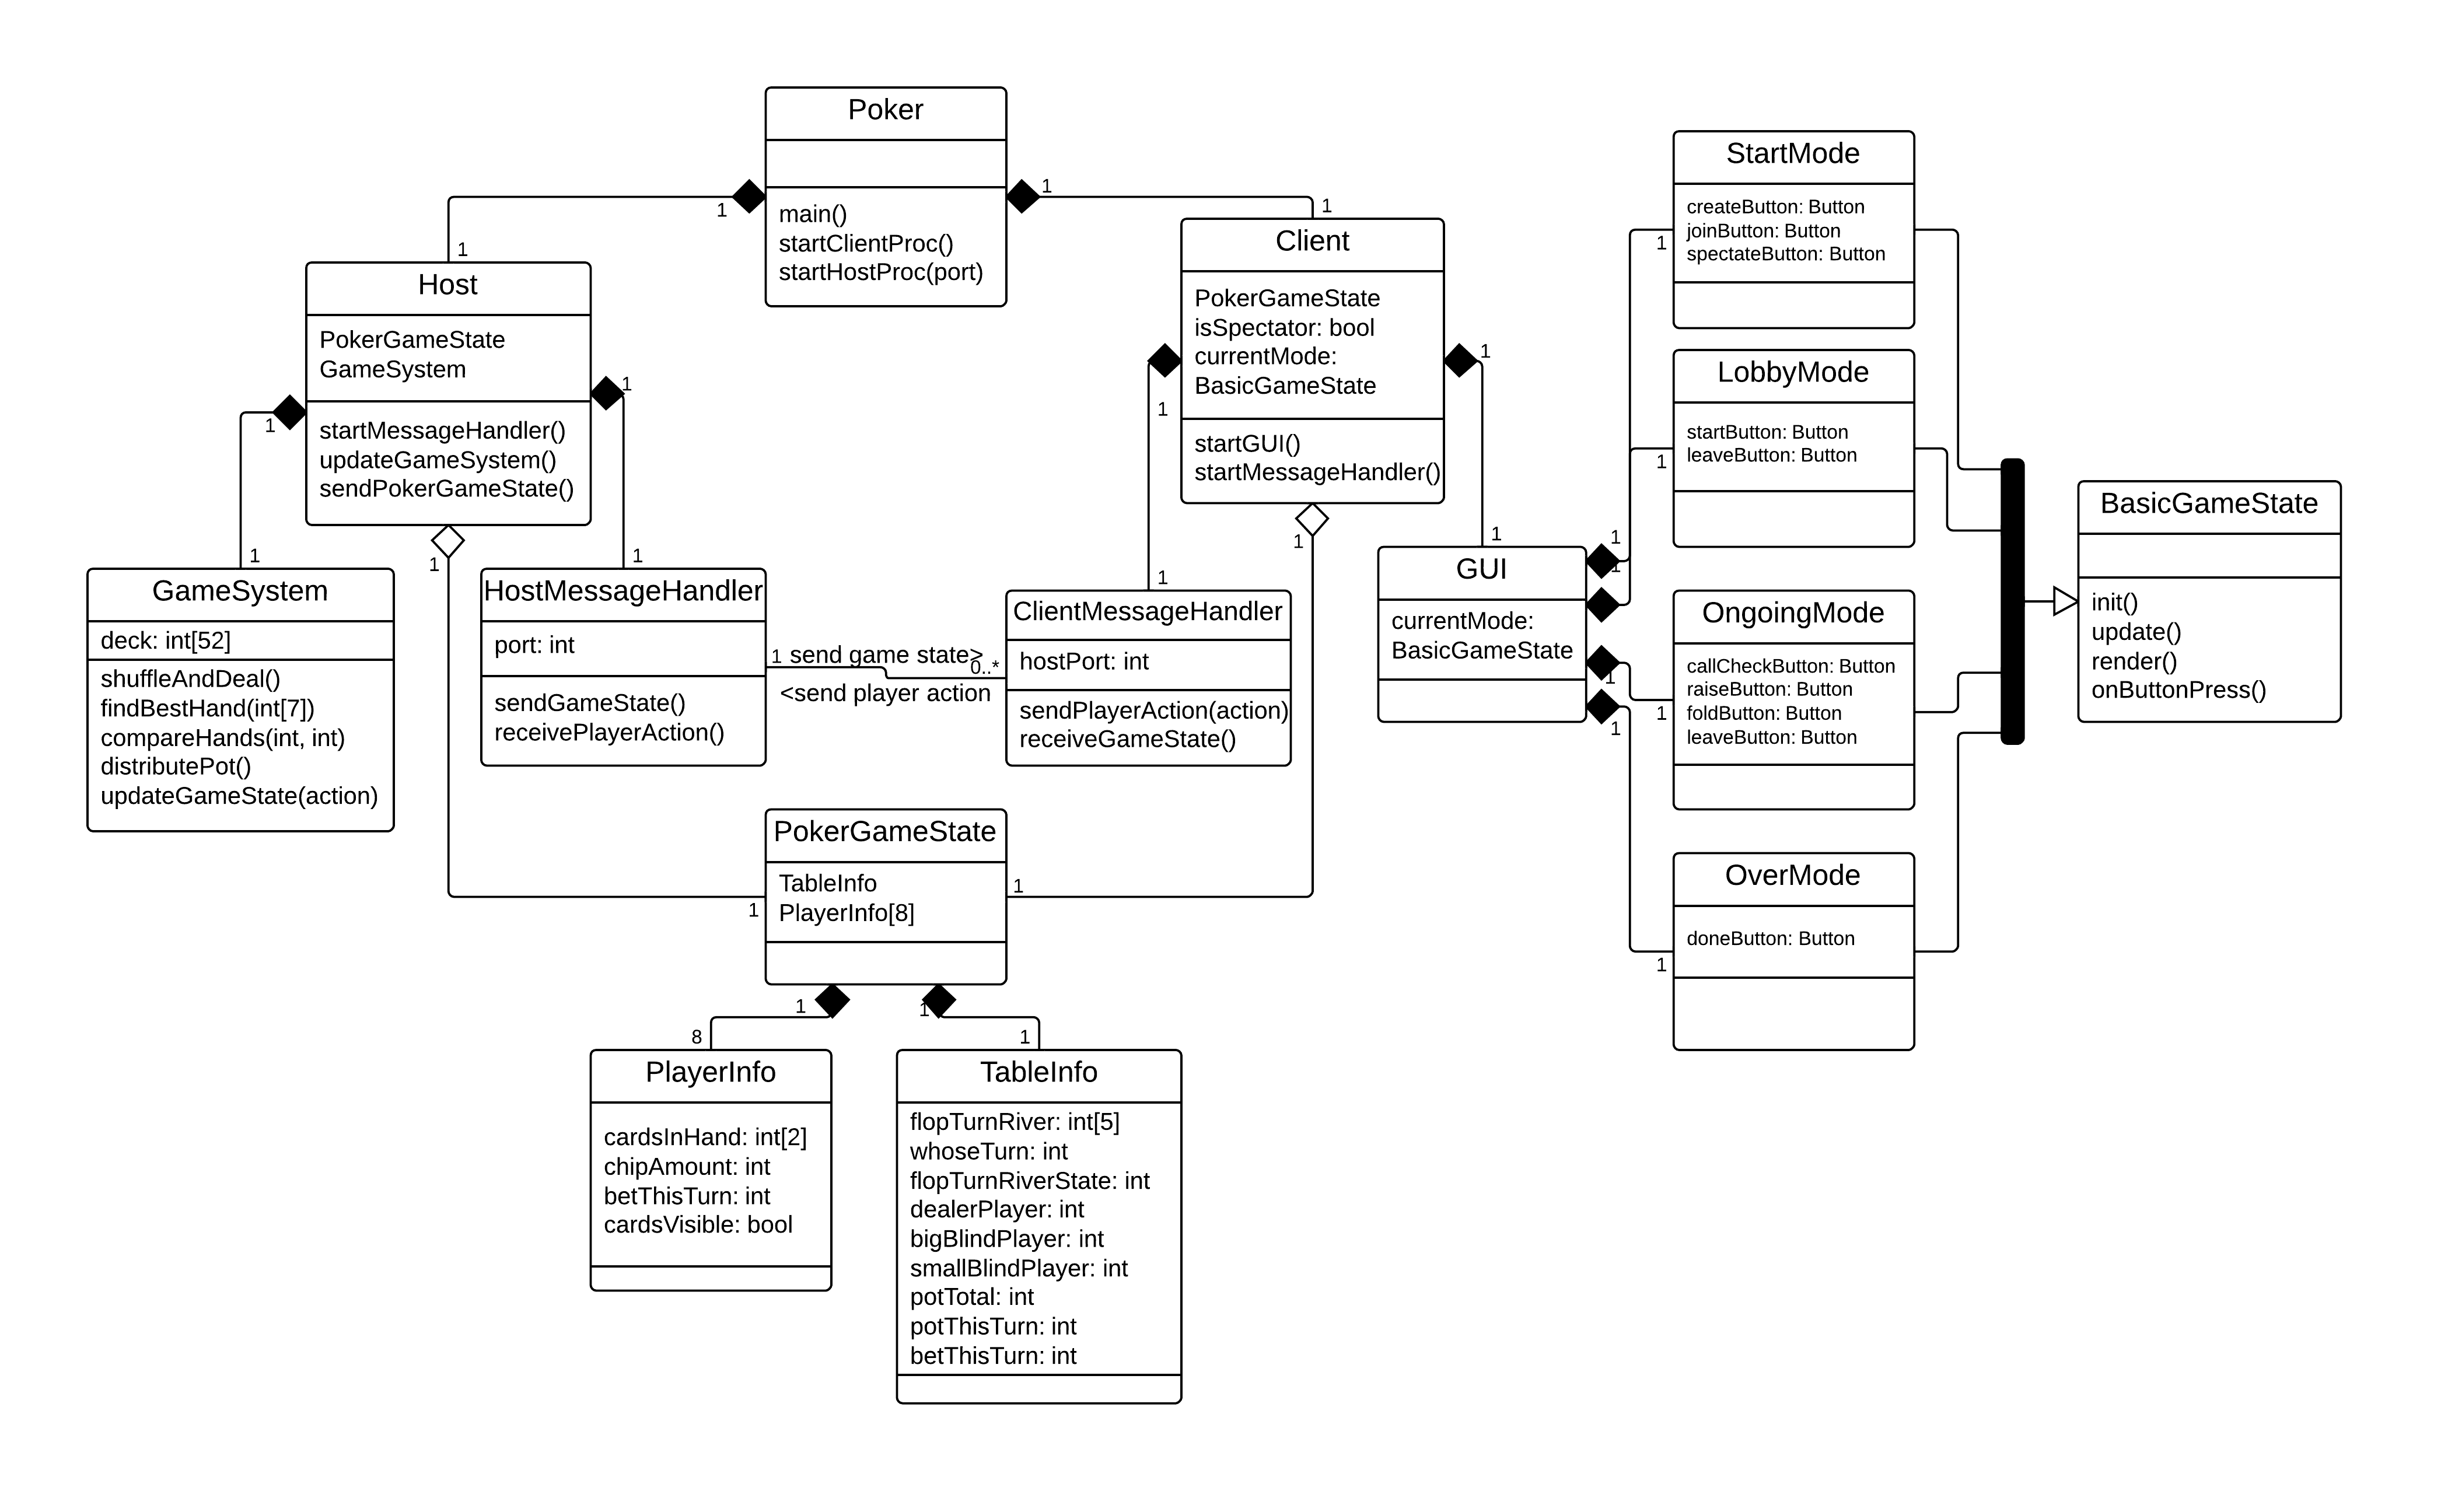 Poker
main()
startClientProc()
startHostProc(port)
1
1
1
1
Host
PokerGameState
GameSystem
startMessageHandler()
updateGameSystem()
sendPokerGameState()
1
1
1
Client
PokerGameState
isSpectator: bool
currentMode:
BasicGameState
startGUI()
startMessageHandler()
1
1
1
1
GameSystem
deck: int[52]
shuffleAndDeal()
findBestHand(int[7])
compareHands(int, int)
distributePot()
updateGameState(action)
1
HostMessageHandler
port: int
sendGameState()
receivePlayerAction()
1 send game state>
0..*
<send player action
1
ClientMessageHandler
hostPort: int
sendPlayerAction(action)
receiveGameState()
1
GUI
currentMode:
BasicGameState
1
1
1
1
StartMode
createButton: Button
joinButton: Button
spectateButton: Button
1
LobbyMode
startButton: Button
leaveButton: Button
1
OngoingMode
callCheckButton: Button
raiseButton: Button
foldButton: Button
leaveButton: Button
1
OverMode
doneButton: Button
1
BasicGameState
init()
update()
render()
onButtonPress()
PokerGameState
TableInfo
PlayerInfo[8]
1
1
1
1
8
1
PlayerInfo
cardsInHand: int[2]
chipAmount: int
betThisTurn: int
cardsVisible: bool
TableInfo
flopTurnRiver: int[5]
whoseTurn: int
flopTurnRiverState: int
dealerPlayer: int
bigBlindPlayer: int
smallBlindPlayer: int
potTotal: int
potThisTurn: int
betThisTurn: int